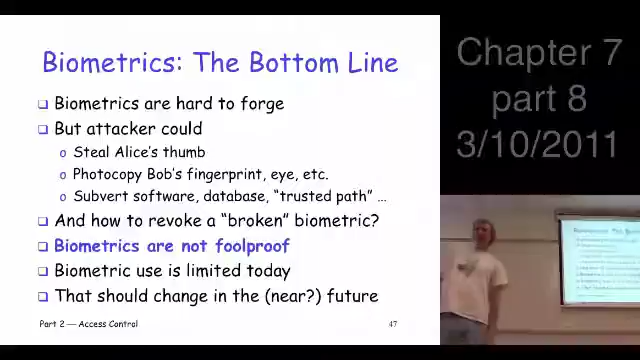 Biometrics: The Bottom Line
❑ Biometrics are hard to forge
❑ But attacker could
o Steal Alice's thumb
o Photocopy Bob's fingerprint, eye, etc.
o Subvert software, database, "trusted path" …
❑ And how to revoke a "broken" biometric?
❑ Biometrics are not foolproof
❑ Biometric use is limited today
❑ That should change in the (near?) future
Part 2 — Access Control
47
Chapter 7
part 8
3/10/2011